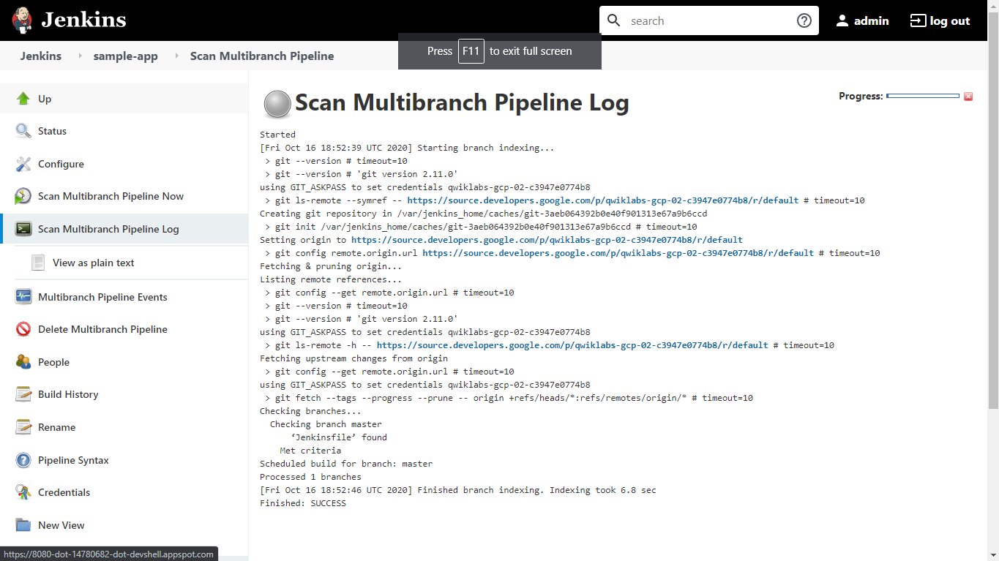 Jenkins
search
admin
log out
Jenkins sample-app Scan Multibranch Pipeline
Press F11 to exit full screen
Up
Status
Configure
Scan Multibranch Pipeline Now
Scan Multibranch Pipeline Log
View as plain text
Multibranch Pipeline Events
Delete Multibranch Pipeline
People
Build History
Rename
Pipeline Syntax
Credentials
New View
https://8080-dot-14780682-dot-devshell.appspot.com
Scan Multibranch Pipeline Log
Progress:
Started
[Fri Oct 16 18:52:39 UTC 2020] Starting branch indexing...
> git --version # timeout=10
> git --version # 'git version 2.11.0'
using GIT_ASKPASS to set credentials qwiklabs-gcp-02-c3947e0774b8
> git ls-remote --symref -- https://source.developers.google.com/p/qwiklabs-gcp-02-c3947e0774b8/r/default # timeout=10
Creating git repository in /var/jenkins_home/caches/git-3aeb064392b0e40f901313e67a9b6ccd
> git init /var/jenkins_home/caches/git-3aeb064392b0e40f901313e67a9b6ccd # timeout=10
Setting origin to https://source.developers.google.com/p/qwiklabs-gcp-02-c3947e0774b8/r/default
> git config remote.origin.url https://source.developers.google.com/p/qwiklabs-gcp-02-c3947e0774b8/r/default # timeout=10
Fetching & pruning origin...
Listing remote references...
> git config --get remote.origin.url # timeout=10
> git --version # timeout=10
> git --version # 'git version 2.11.0'
using GIT_ASKPASS to set credentials qwiklabs-gcp-02-c3947e0774b8
> git ls-remote -h -- https://source.developers.google.com/p/qwiklabs-gcp-02-c3947e0774b8/r/default # timeout=10
Fetching upstream changes from origin
> git config --get remote.origin.url # timeout=10
using GIT_ASKPASS to set credentials qwiklabs-gcp-02-c3947e0774b8
> git fetch --tags --progress --prune -- origin +refs/heads/*:refs/remotes/origin/* # timeout=10
Checking branches...
Checking branch master
‘Jenkinsfile’ found
Met criteria
Scheduled build for branch: master
Processed 1 branches
[Fri Oct 16 18:52:46 UTC 2020] Finished branch indexing. Indexing took 6.8 sec
Finished: SUCCESS